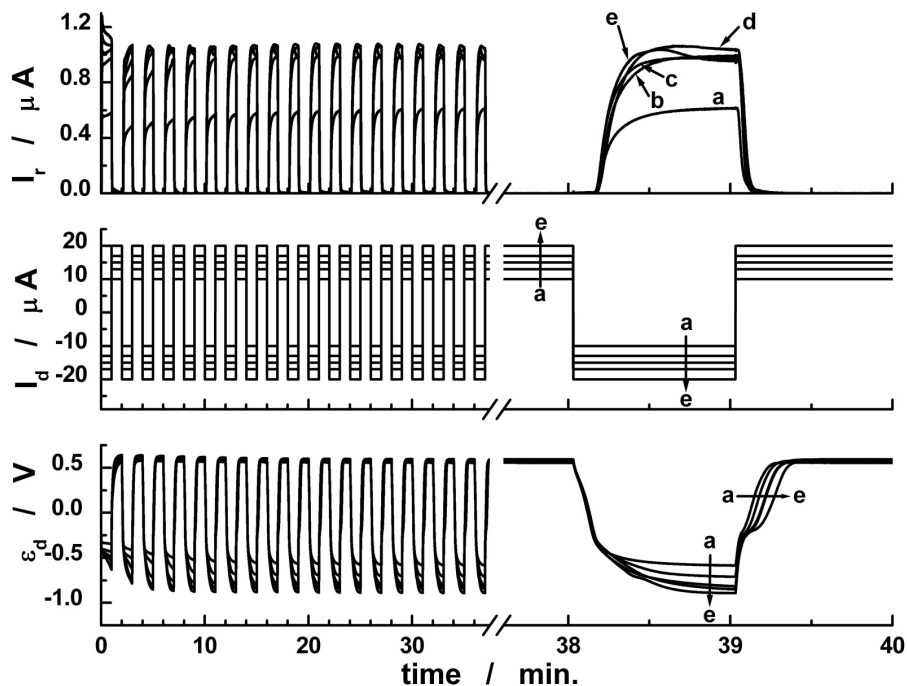 I_r / μA
1.2
0.8
0.4
0.0
e
d
c
b
a
I_d / μA
20
10
0
-10
-20
e
a
a
e
ε_d / V
0.5
0.0
-0.5
-1.0
a
e
a
e
0 10 20 30 38 39 40
time / min.